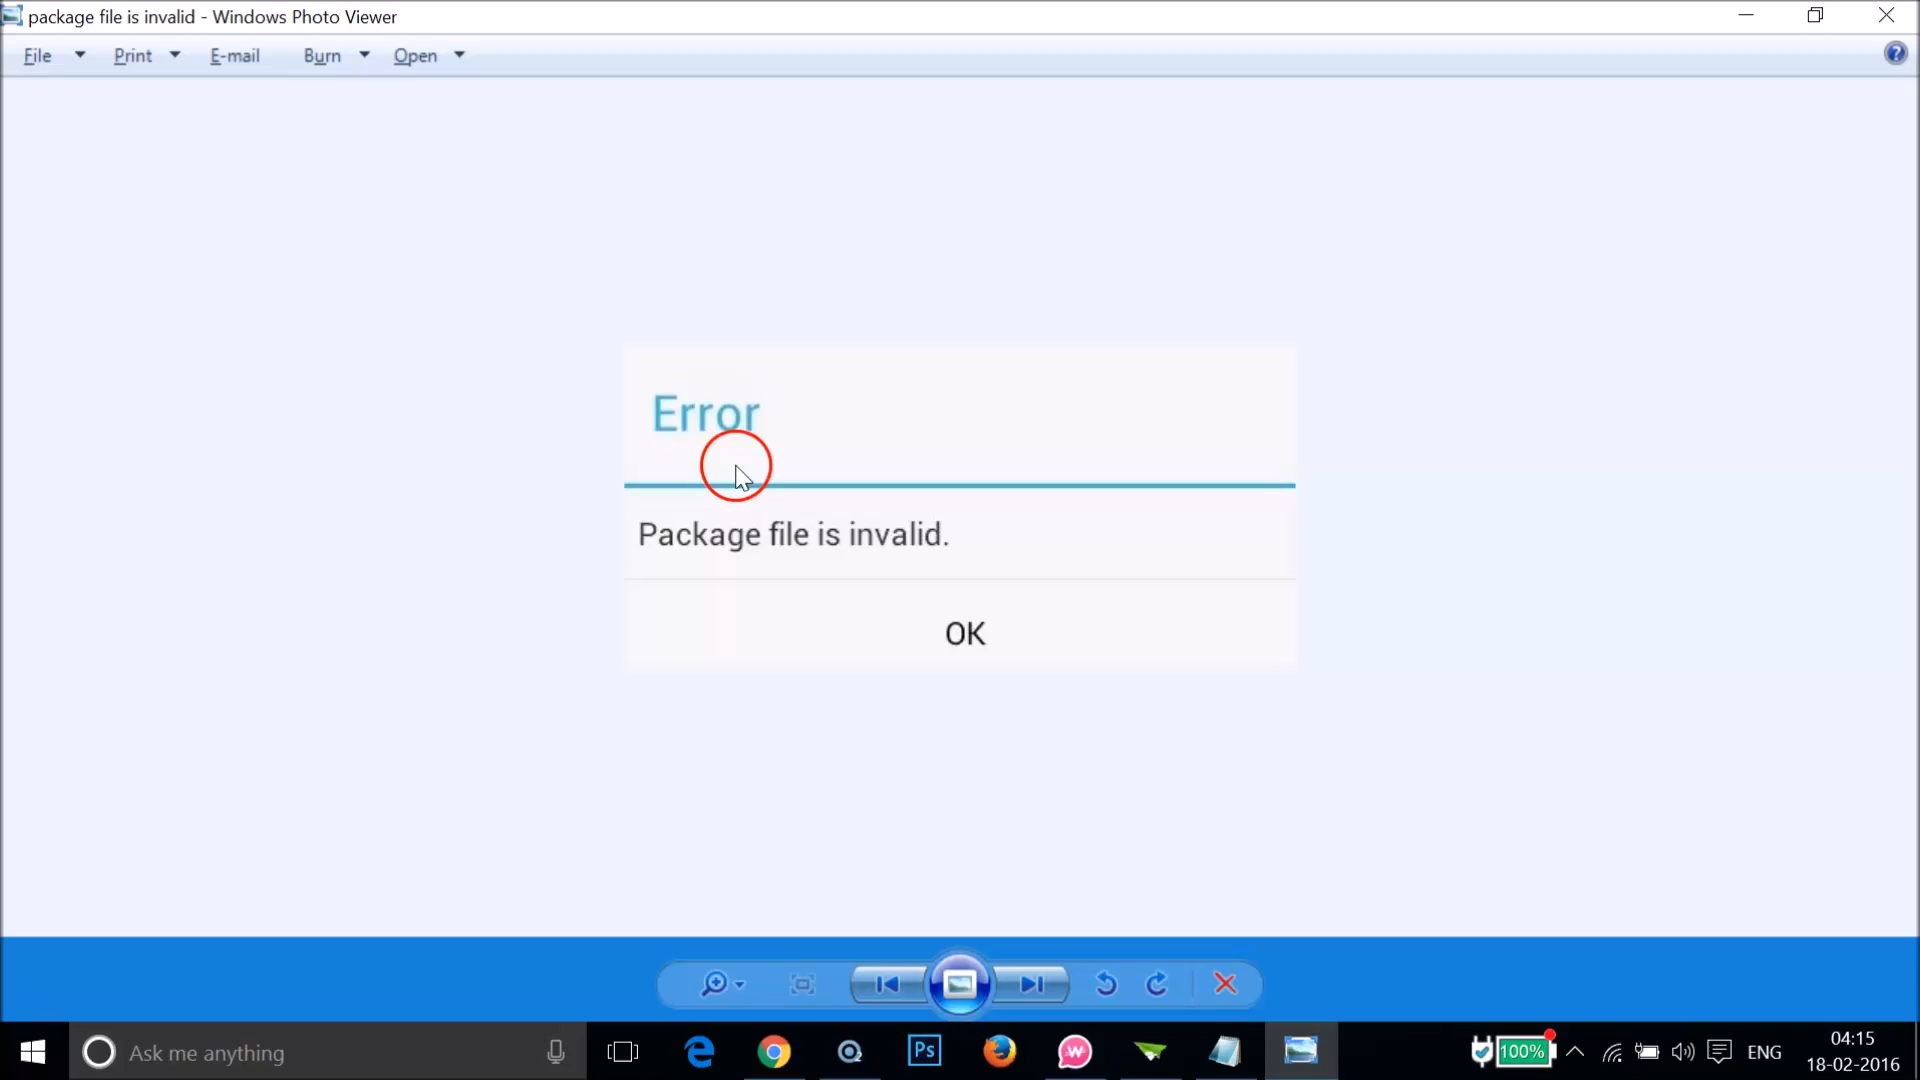 package file is invalid - Windows Photo Viewer
File Print E-mail Burn Open
Error
Package file is invalid.
OK
Ask me anything
Ps
100%
ENG
04:15
18-02-2016